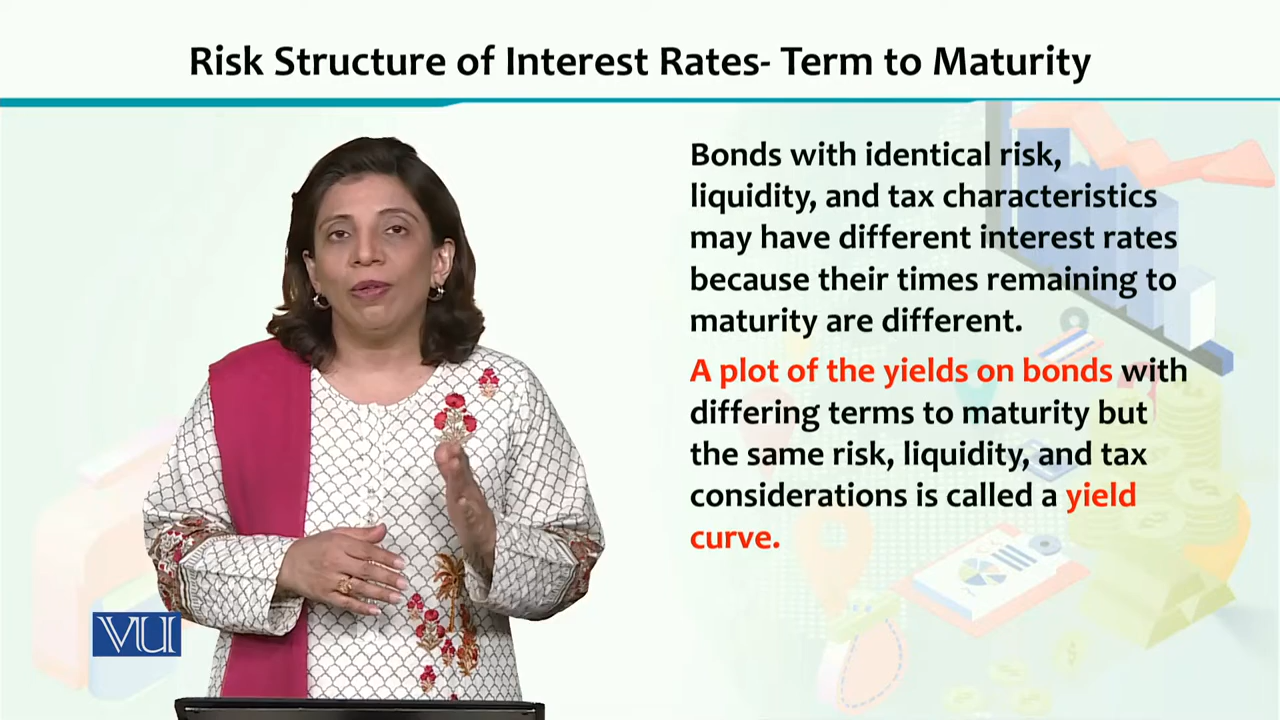 Risk Structure of Interest Rates- Term to Maturity
Bonds with identical risk,
liquidity, and tax characteristics
may have different interest rates
because their times remaining to
maturity are different.
A plot of the yields on bonds with
differing terms to maturity but
the same risk, liquidity, and tax
considerations is called a yield
curve.
VU